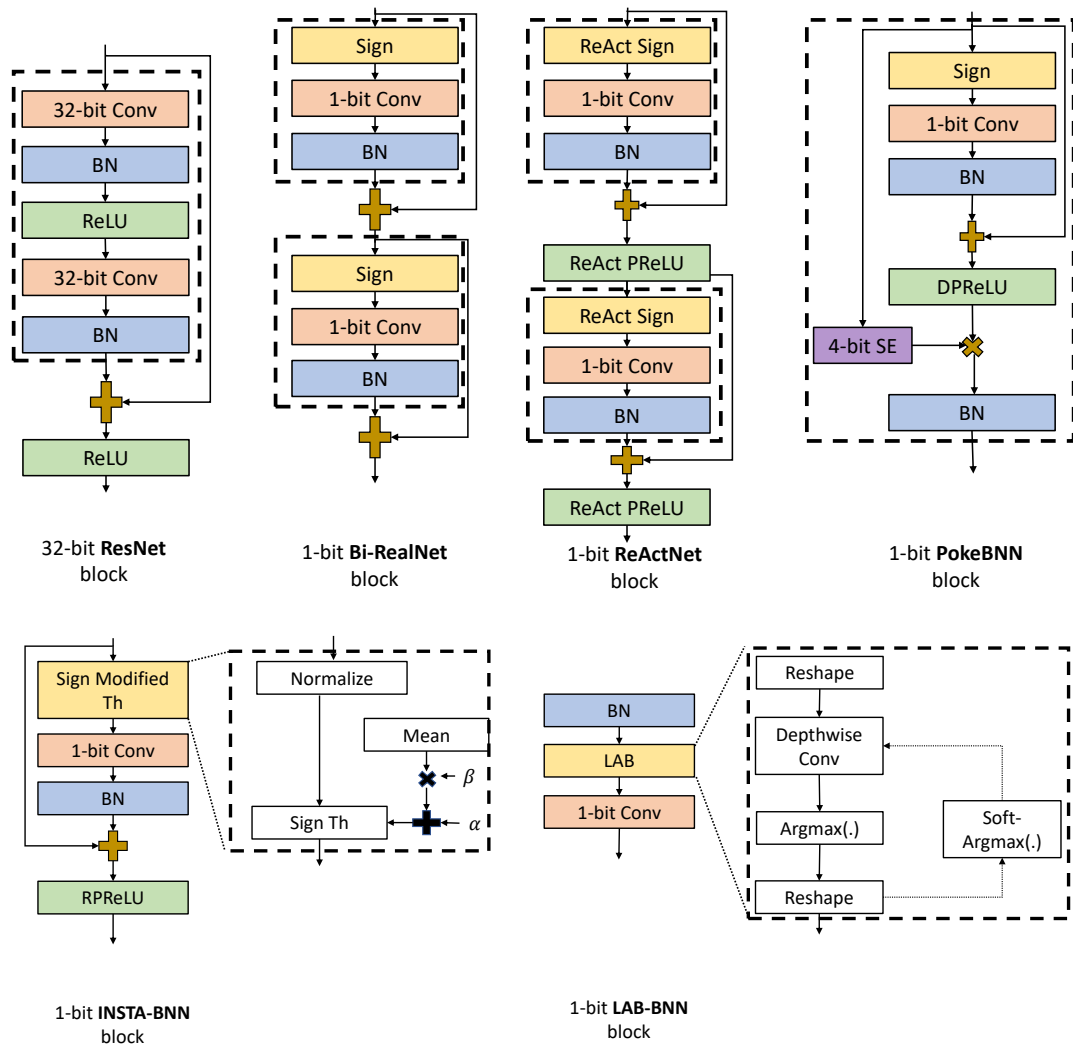 32-bit Conv
BN
ReLU
32-bit Conv
BN
ReLU
32-bit ResNet
block
Sign
1-bit Conv
BN
Sign
1-bit Conv
BN
1-bit Bi-RealNet
block
ReAct Sign
1-bit Conv
BN
ReAct PReLU
ReAct Sign
1-bit Conv
BN
ReAct PReLU
1-bit ReActNet
block
Sign
1-bit Conv
BN
DPReLU
4-bit SE
BN
1-bit PokeBNN
block
Sign Modified
Th
1-bit Conv
BN
RPReLU
Normalize
Mean
β
Sign Th
α
1-bit INSTA-BNN
block
BN
LAB
1-bit Conv
Reshape
Depthwise
Conv
Argmax(.)
Soft-
Argmax(.)
Reshape
1-bit LAB-BNN
block